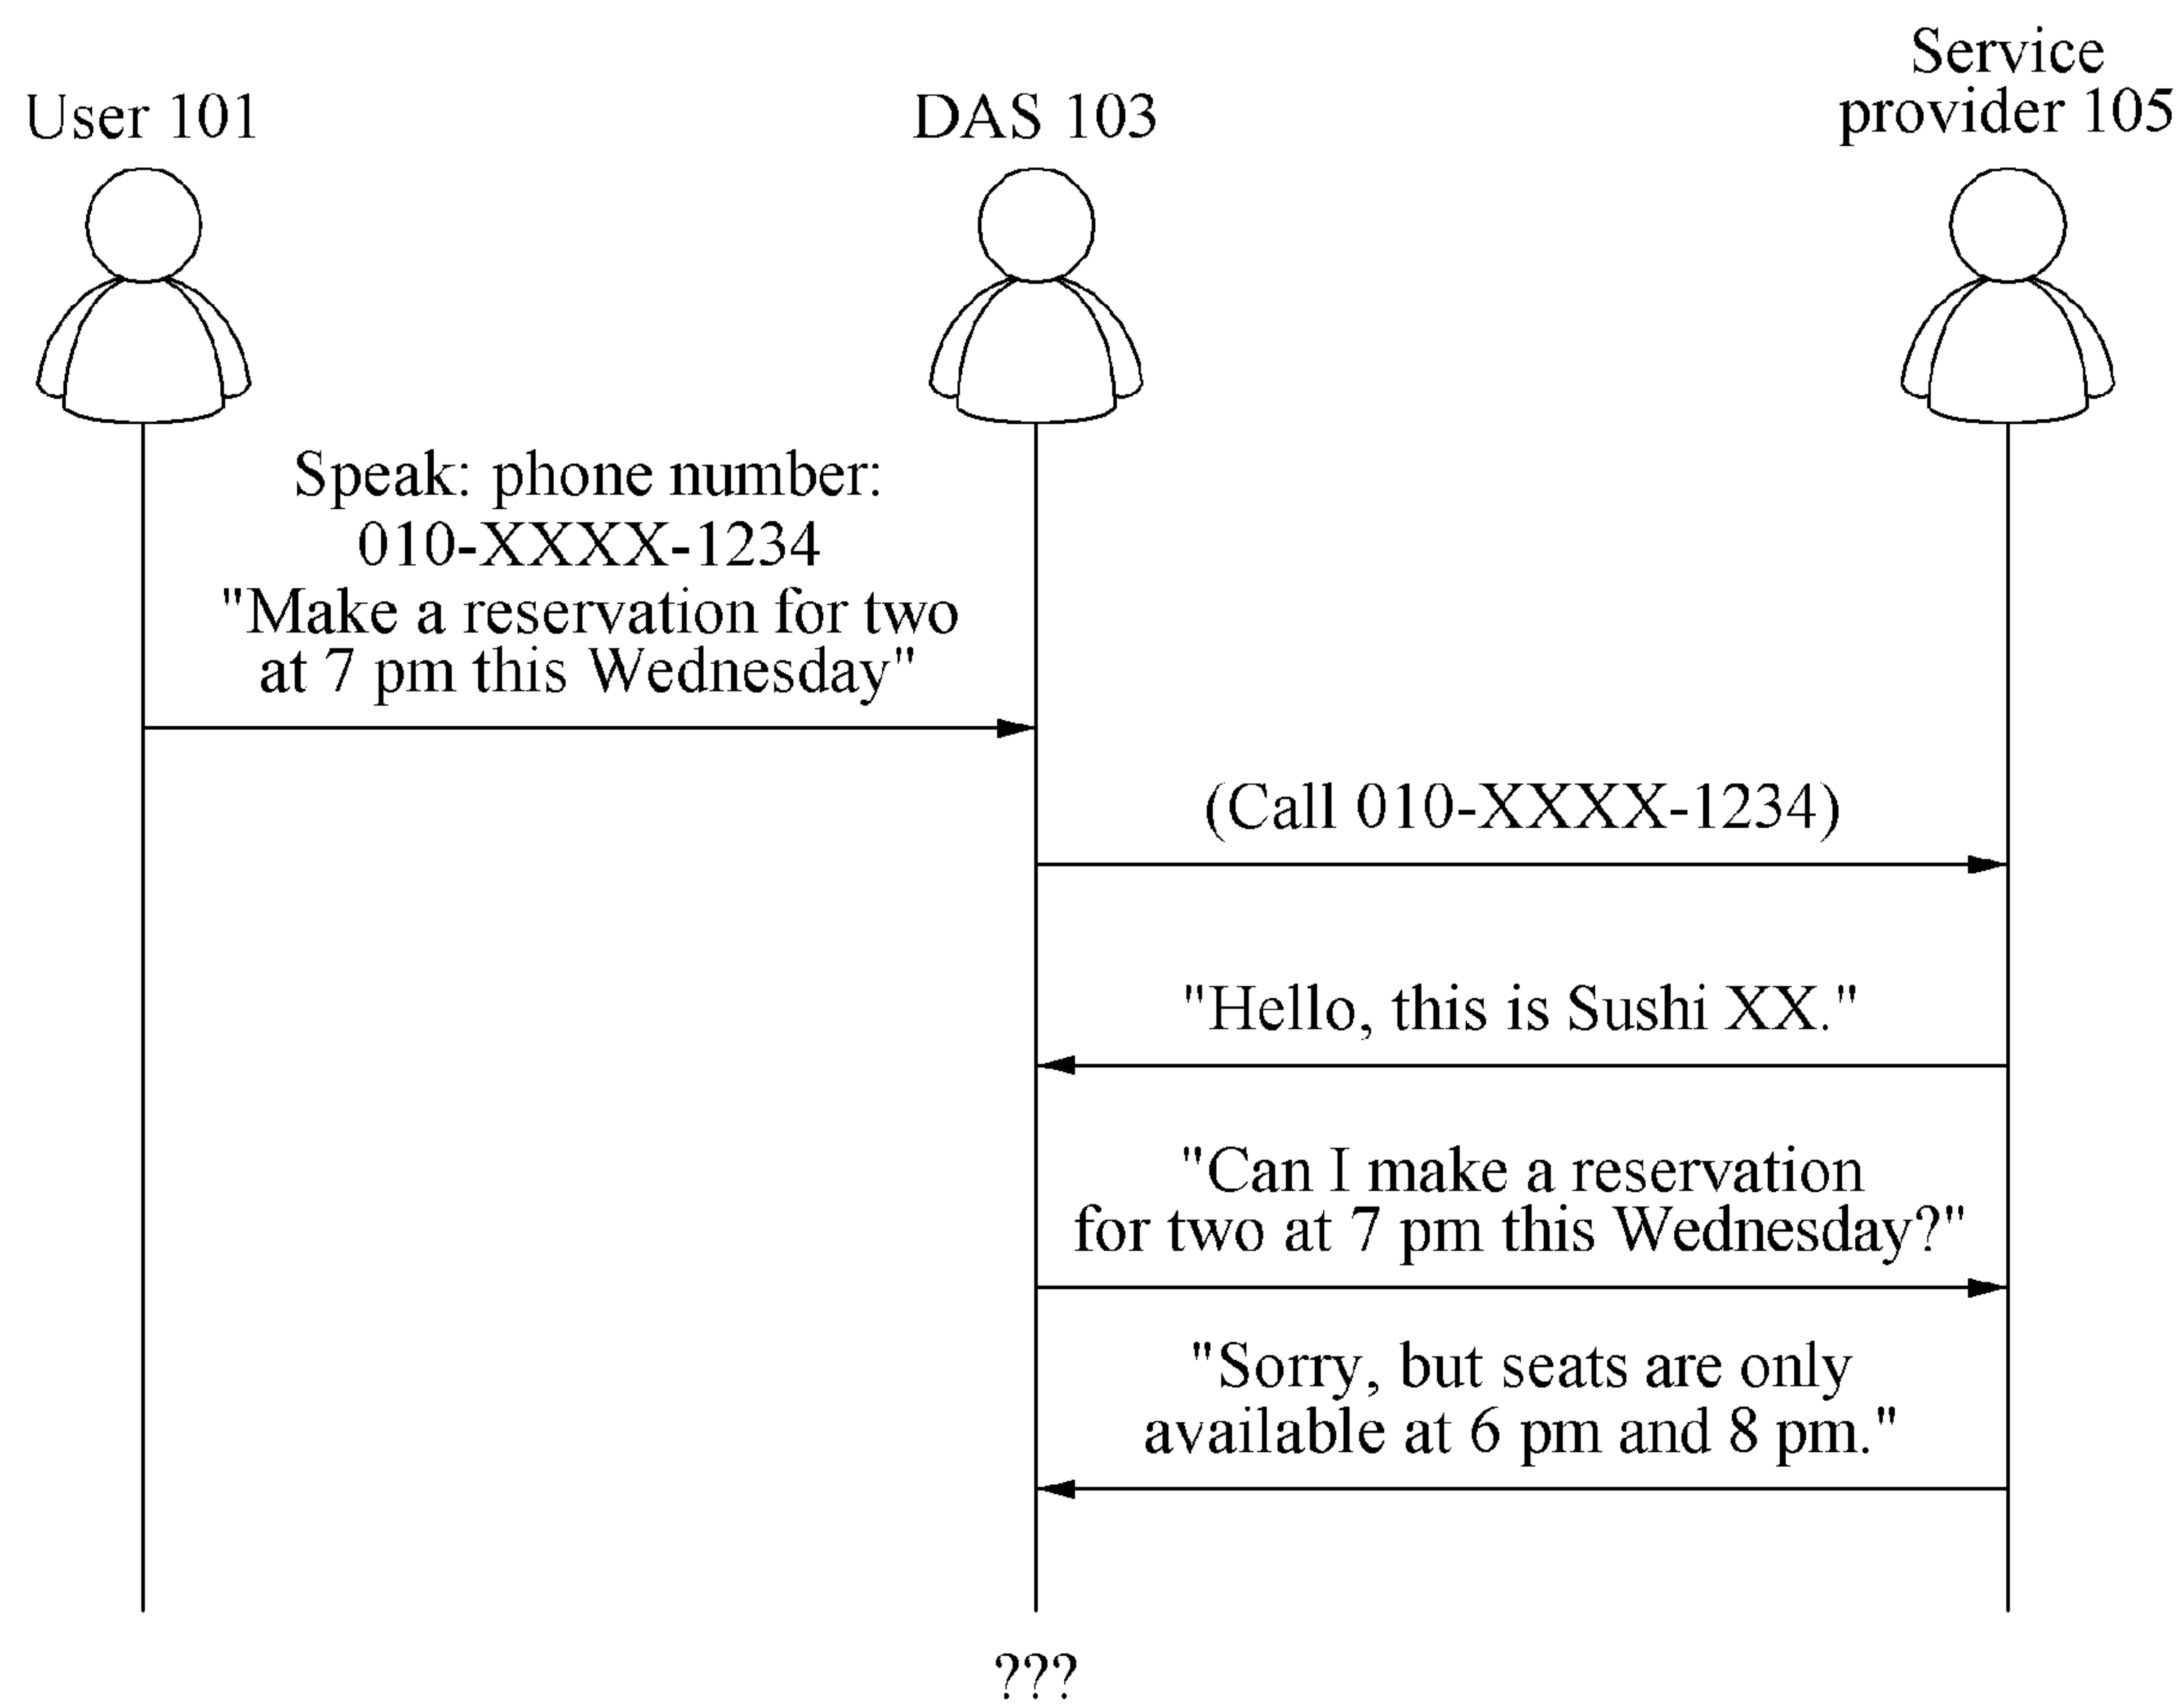 User 101
DAS 103
Service
provider 105
Speak: phone number:
010-XXXX-1234
"Make a reservation for two
at 7 pm this Wednesday"
(Call 010-XXXX-1234)
"Hello, this is Sushi XX."
"Can I make a reservation
for two at 7 pm this Wednesday?"
"Sorry, but seats are only
available at 6 pm and 8 pm."
???